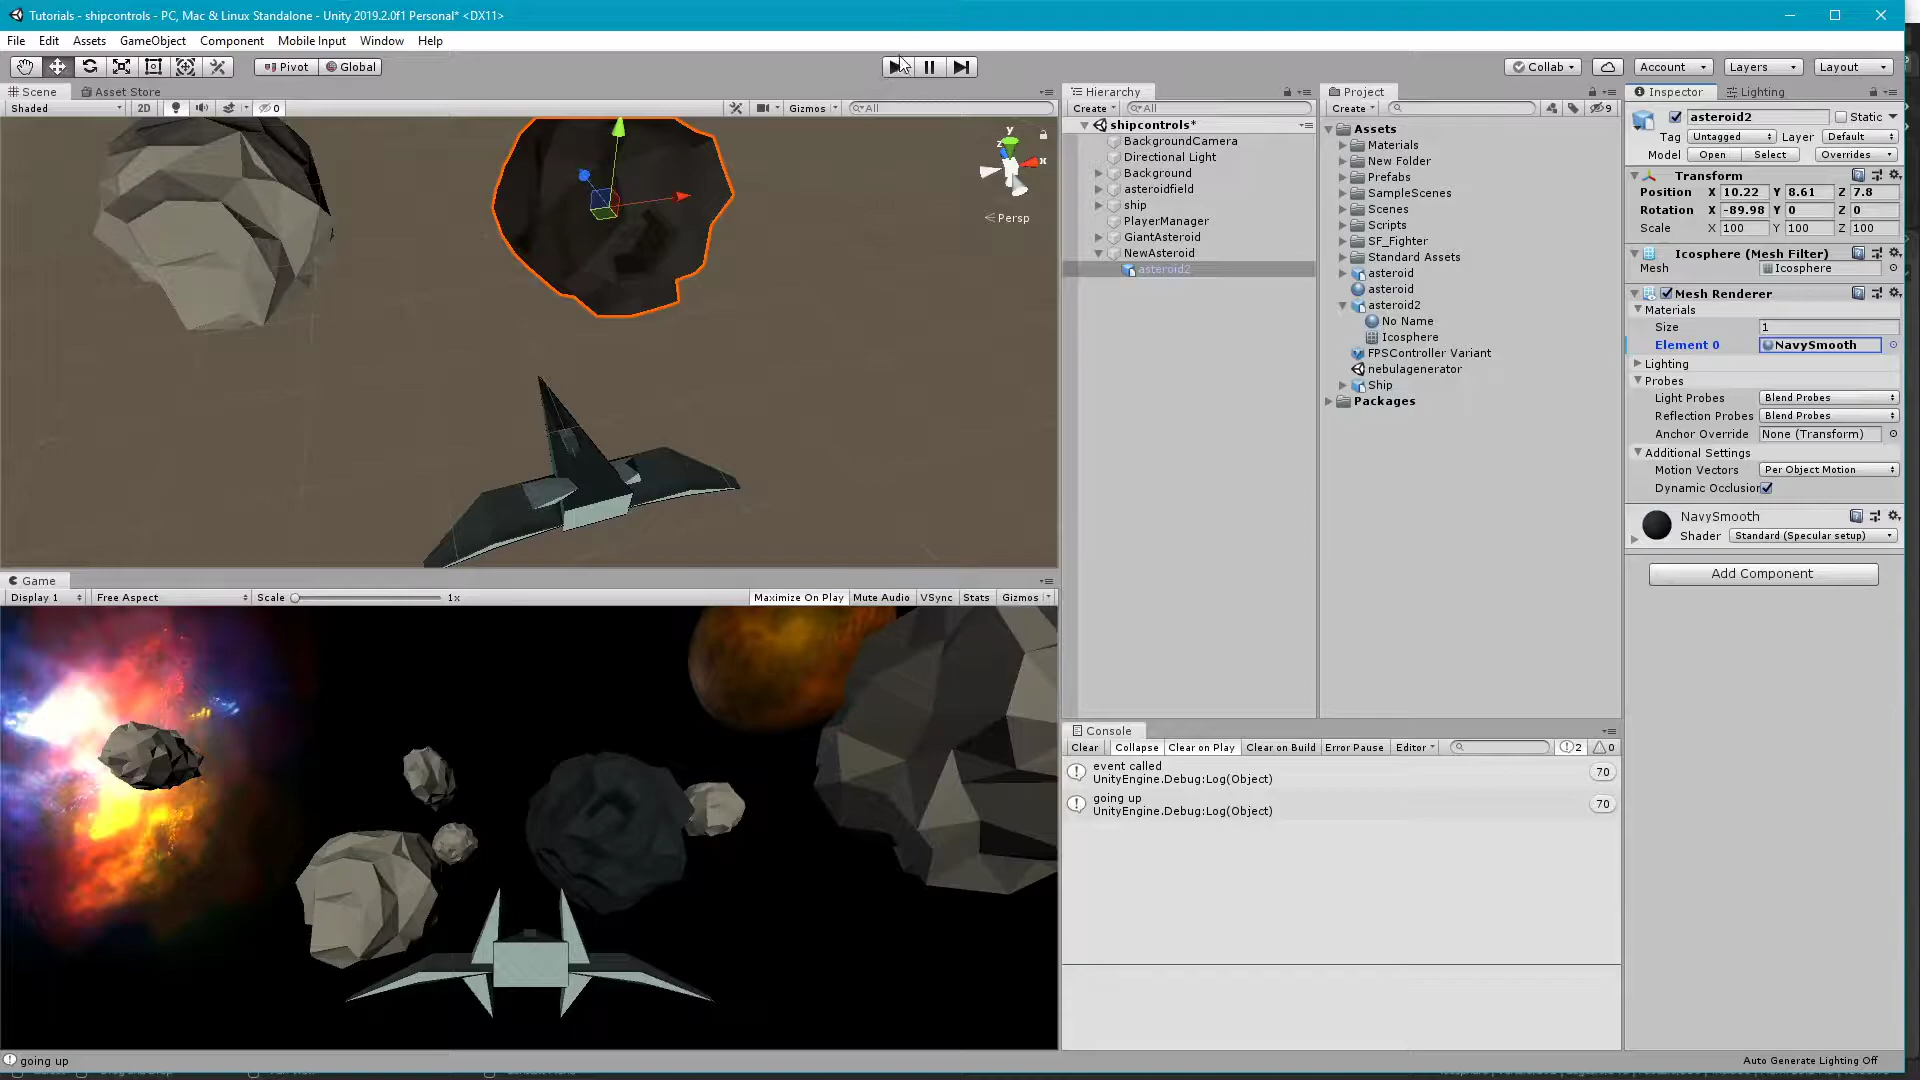 Tutorials - shipcontrols - PC, Mac & Linux Standalone - Unity 2019.2.0f1 Personal* <DX11>
File Edit Assets GameObject Component Mobile Input Window Help
Pivot Global
Collab Account Layers Layout
Scene Asset Store
Shaded 2D 0 Gizmos All
y
z
x
Persp
Game
Display 1 Free Aspect Scale 1x Maximize On Play Mute Audio VSync Stats Gizmos
Hierarchy
Create All
shipcontrols*
BackgroundCamera
Directional Light
Background
asteroidfield
ship
PlayerManager
GiantAsteroid
NewAsteroid
asteroid2
Project
Create 9
Assets
Materials
New Folder
Prefabs
SampleScenes
Scenes
Scripts
SF_Fighter
Standard Assets
asteroid
asteroid
asteroid2
No Name
Icosphere
FPSController Variant
nebulagenerator
Ship
Packages
Console
Clear Collapse Clear on Play Clear on Build Error Pause Editor 2 0
event called
UnityEngine.Debug:Log(Object)
70
going up
UnityEngine.Debug:Log(Object)
70
Inspector Lighting
asteroid2 Static
Tag Untagged Layer Default
Model Open Select Overrides
Transform
Position X 10.22 Y 8.61 Z 7.8
Rotation X -89.98 Y 0 Z 0
Scale X 100 Y 100 Z 100
Icosphere (Mesh Filter)
Mesh Icosphere
Mesh Renderer
Materials
Size 1
Element 0 NavySmooth
Lighting
Probes
Light Probes Blend Probes
Reflection Probes Blend Probes
Anchor Override None (Transform)
Additional Settings
Motion Vectors Per Object Motion
Dynamic Occlusion
NavySmooth
Shader Standard (Specular setup)
Add Component
going up
Auto Generate Lighting Off